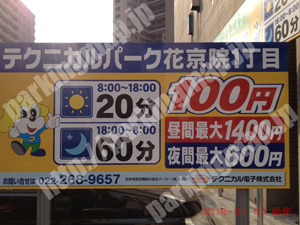 テクニカルパーク花京院1丁目
8:00~18:00
20分
100円
18:00~8:00
60分
昼間最大1400円
夜間最大600円
お問い合せは 022-268-9657
テクニカル電子株式会社